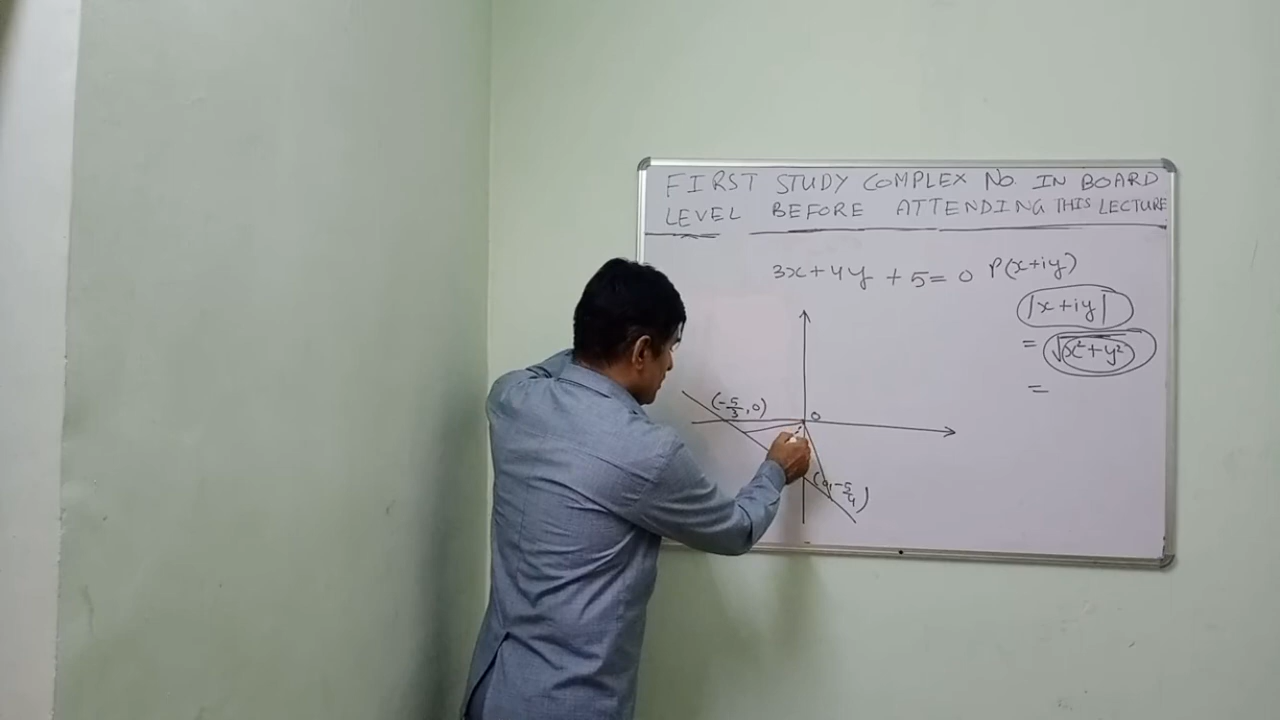 FIRST STUDY COMPLEX NO. IN BOARD
LEVEL BEFORE ATTENDING THIS LECTURE
3x+4y+5=0 P(x+iy)
|x+iy|
= √x²+y²
=
(-5/3,0)
O
(0,-5/4)